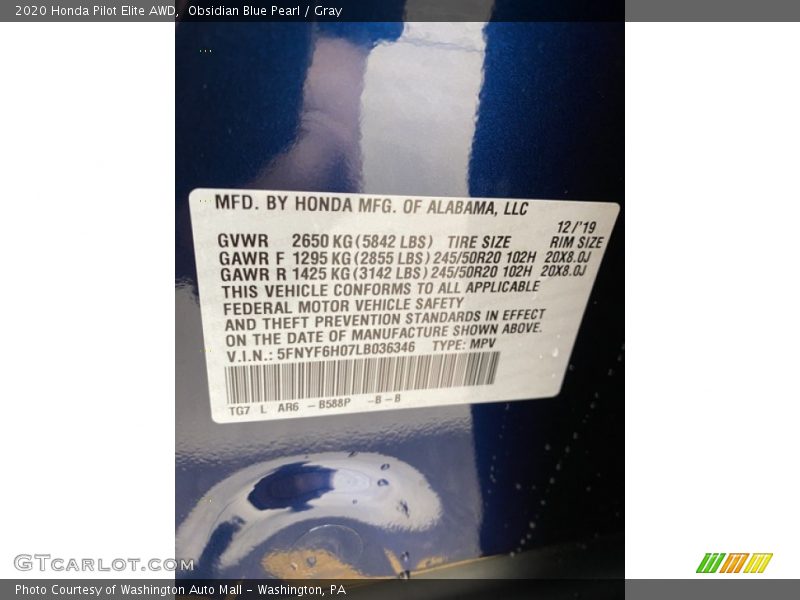 2020 Honda Pilot Elite AWD, Obsidian Blue Pearl / Gray
MFD. BY HONDA MFG. OF ALABAMA, LLC
12/'19
GVWR 2650 KG (5842 LBS) TIRE SIZE RIM SIZE
GAWR F 1295 KG (2855 LBS) 245/50R20 102H 20X8.0J
GAWR R 1425 KG (3142 LBS) 245/50R20 102H 20X8.0J
THIS VEHICLE CONFORMS TO ALL APPLICABLE
FEDERAL MOTOR VEHICLE SAFETY
AND THEFT PREVENTION STANDARDS IN EFFECT
ON THE DATE OF MANUFACTURE SHOWN ABOVE.
V.I.N.: 5FNYF6H07LB036346 TYPE: MPV
TG7 L AR6 - B588P -B - B
GTCarlot.com
Photo Courtesy of Washington Auto Mall - Washington, PA